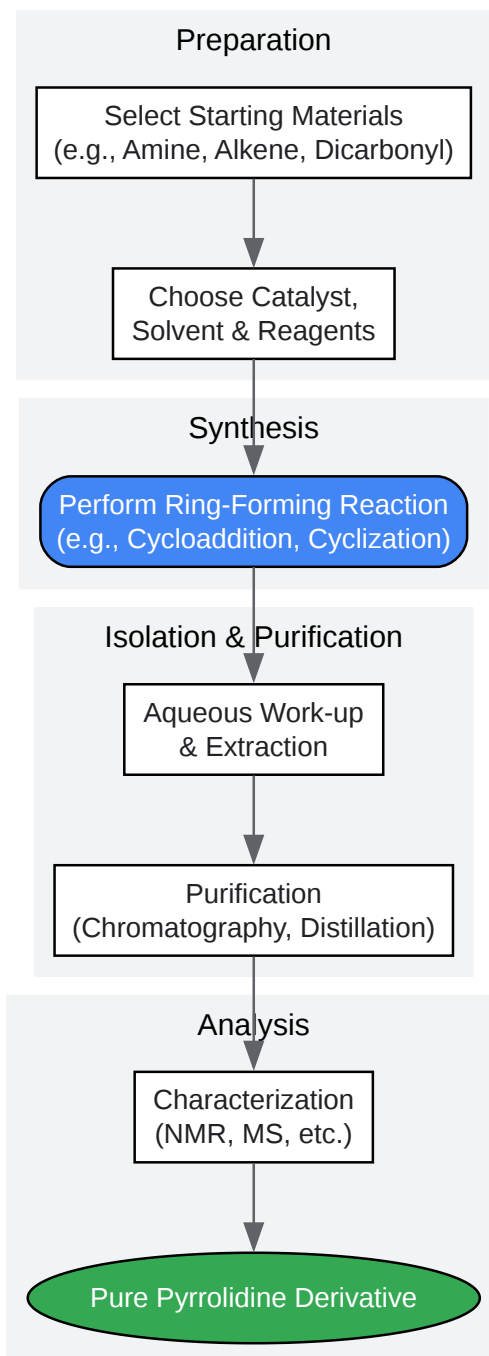 Preparation
Select Starting Materials
(e.g., Amine, Alkene, Dicarbonyl)
Choose Catalyst,
Solvent & Reagents
Synthesis
Perform Ring-Forming Reaction
(e.g., Cycloaddition, Cyclization)
Isolation & Purification
Aqueous Work-up
& Extraction
Purification
(Chromatography, Distillation)
Analysis
Characterization
(NMR, MS, etc.)
Pure Pyrrolidine Derivative